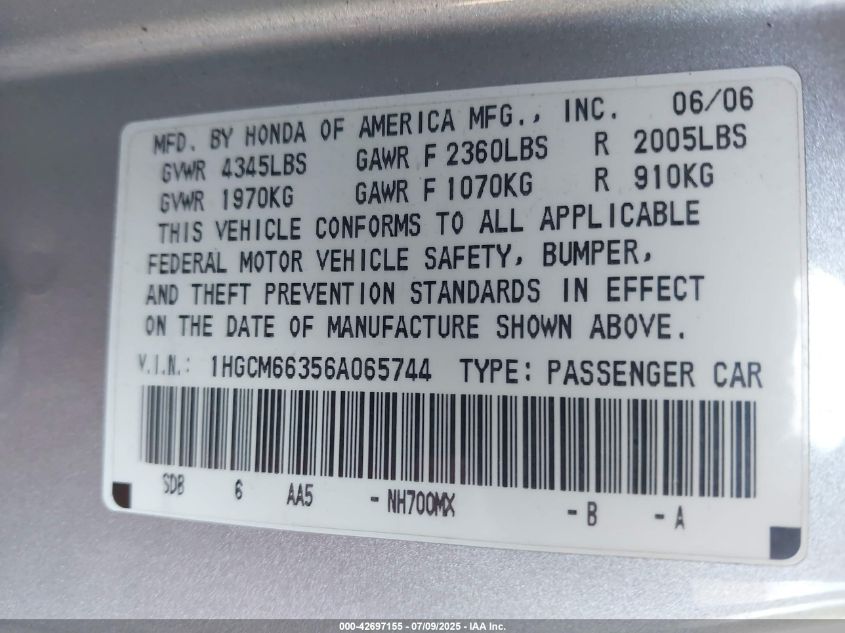 MFD. BY HONDA OF AMERICA MFG., INC. 06/06
GVWR 4345LBS GAWR F 2360LBS R 2005LBS
GVWR 1970KG GAWR F 1070KG R 910KG
THIS VEHICLE CONFORMS TO ALL APPLICABLE
FEDERAL MOTOR VEHICLE SAFETY, BUMPER,
AND THEFT PREVENTION STANDARDS IN EFFECT
ON THE DATE OF MANUFACTURE SHOWN ABOVE.
V.I.N.: 1HGCM66356A065744 TYPE: PASSENGER CAR
SDB 6 AA5 - NH700MX - B - A
000-42697155 - 07/09/2025 - IAA Inc.